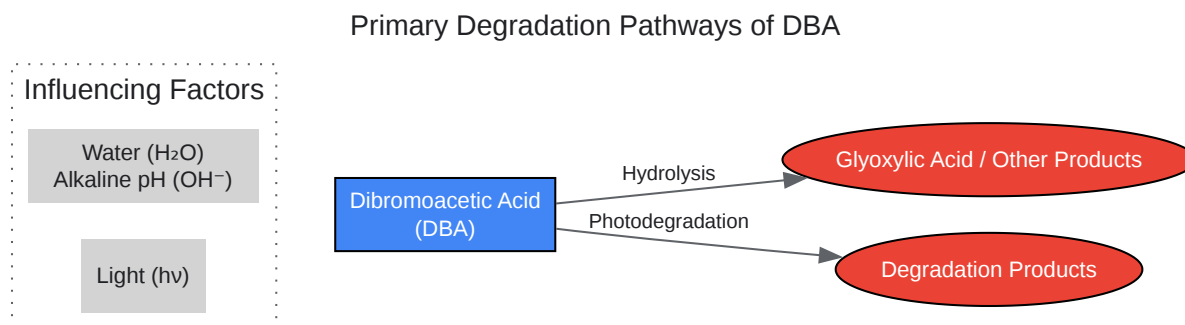 Primary Degradation Pathways of DBA
Influencing Factors
Water (H₂O)
Alkaline pH (OH⁻)
Light (hν)
Dibromoacetic Acid
(DBA)
Hydrolysis
Photodegradation
Glyoxylic Acid / Other Products
Degradation Products